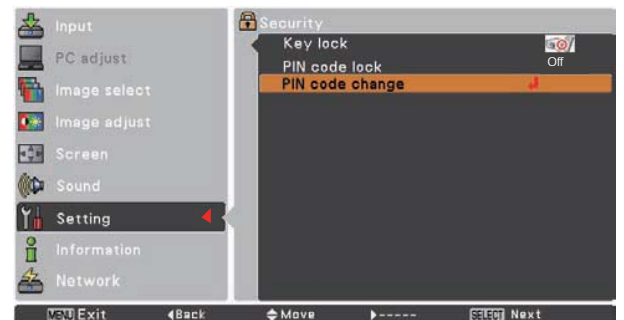 Input
PC adjust
Image select
Image adjust
Screen
Sound
Setting
Information
Network
Security
Key lock
PIN code lock Off
PIN code change
MENU Exit ◀Back ◆Move ▶----- SELECT Next